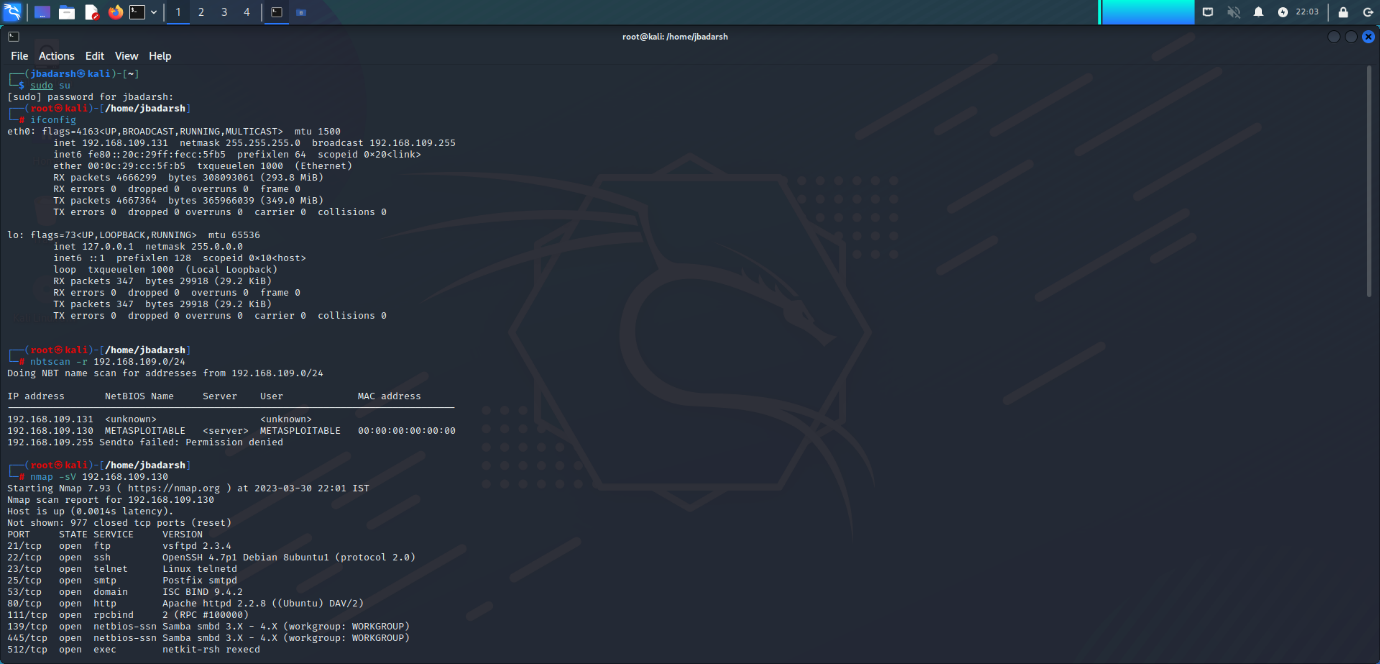 1 2 3 4 22:03
root@kali: /home/jbadarsh
File Actions Edit View Help
┌──(jbadarsh㉿kali)-[~]
└─$ sudo su
[sudo] password for jbadarsh:
┌──(root㉿kali)-[/home/jbadarsh]
└─# ifconfig
eth0: flags=4163<UP,BROADCAST,RUNNING,MULTICAST>  mtu 1500
        inet 192.168.109.131  netmask 255.255.255.0  broadcast 192.168.109.255
        inet6 fe80::20c:29ff:fecc:5fb5  prefixlen 64  scopeid 0×20<link>
        ether 00:0c:29:cc:5f:b5  txqueuelen 1000  (Ethernet)
        RX packets 4666299  bytes 308093061 (293.8 MiB)
        RX errors 0  dropped 0  overruns 0  frame 0
        TX packets 4667364  bytes 365966039 (349.0 MiB)
        TX errors 0  dropped 0 overruns 0  carrier 0  collisions 0
lo: flags=73<UP,LOOPBACK,RUNNING>  mtu 65536
        inet 127.0.0.1  netmask 255.0.0.0
        inet6 ::1  prefixlen 128  scopeid 0×10<host>
        loop  txqueuelen 1000  (Local Loopback)
        RX packets 347  bytes 29918 (29.2 KiB)
        RX errors 0  dropped 0  overruns 0  frame 0
        TX packets 347  bytes 29918 (29.2 KiB)
        TX errors 0  dropped 0 overruns 0  carrier 0  collisions 0
┌──(root㉿kali)-[/home/jbadarsh]
└─# nbtscan -r 192.168.109.0/24
Doing NBT name scan for addresses from 192.168.109.0/24
IP address       NetBIOS Name     Server    User             MAC address
192.168.109.131  <unknown>                  <unknown>
192.168.109.130  METASPLOITABLE   <server>  METASPLOITABLE   00:00:00:00:00:00
192.168.109.255 Sendto failed: Permission denied
┌──(root㉿kali)-[/home/jbadarsh]
└─# nmap -sV 192.168.109.130
Starting Nmap 7.93 ( https://nmap.org ) at 2023-03-30 22:01 IST
Nmap scan report for 192.168.109.130
Host is up (0.0014s latency).
Not shown: 977 closed tcp ports (reset)
PORT     STATE SERVICE     VERSION
21/tcp   open  ftp         vsftpd 2.3.4
22/tcp   open  ssh         OpenSSH 4.7p1 Debian 8ubuntu1 (protocol 2.0)
23/tcp   open  telnet      Linux telnetd
25/tcp   open  smtp        Postfix smtpd
53/tcp   open  domain      ISC BIND 9.4.2
80/tcp   open  http        Apache httpd 2.2.8 ((Ubuntu) DAV/2)
111/tcp  open  rpcbind     2 (RPC #100000)
139/tcp  open  netbios-ssn Samba smbd 3.X - 4.X (workgroup: WORKGROUP)
445/tcp  open  netbios-ssn Samba smbd 3.X - 4.X (workgroup: WORKGROUP)
512/tcp  open  exec        netkit-rsh rexecd